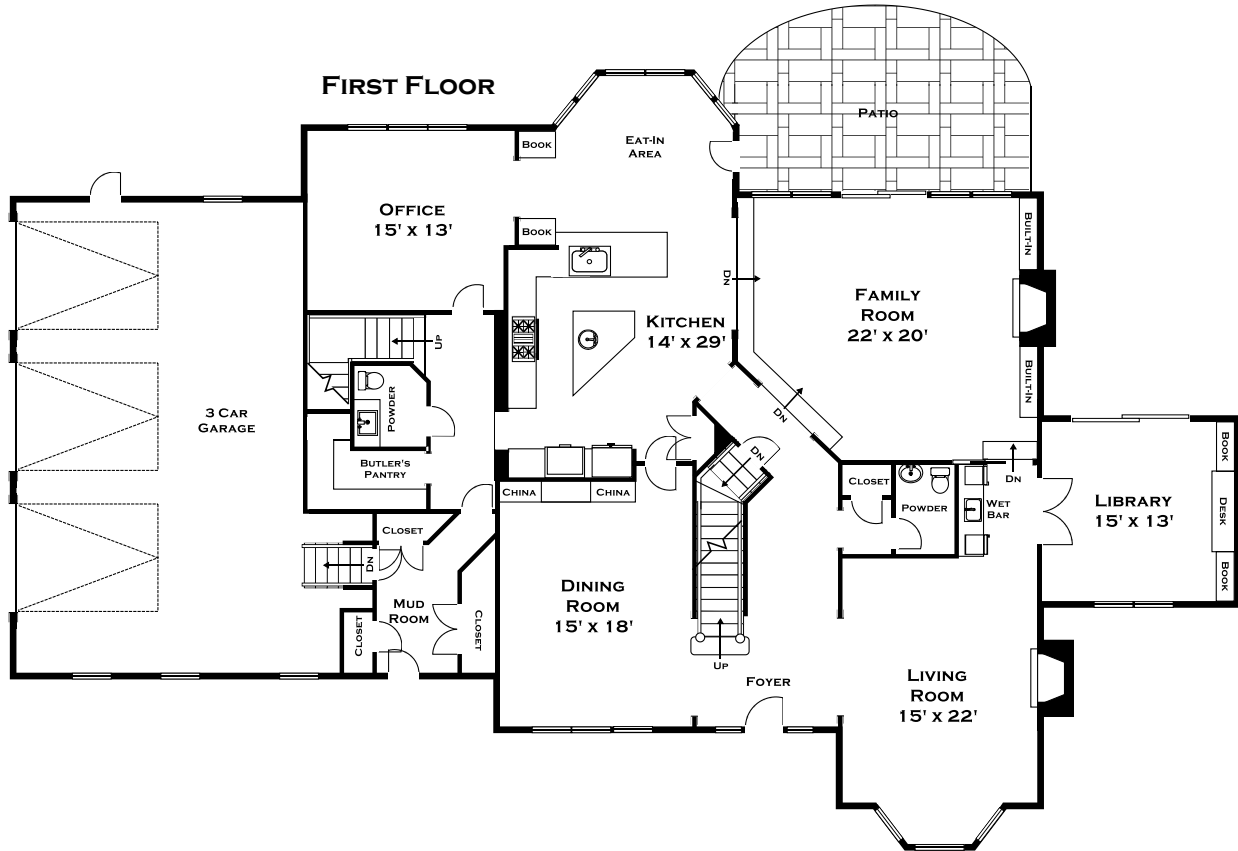 FIRST FLOOR
PATIO
BOOK
EAT-IN
AREA
OFFICE
15' X 13'
BOOK
BUILT-IN
DN
FAMILY
ROOM
22' X 20'
KITCHEN
14' X 29'
UP
BUILT-IN
POWDER
3 CAR
GARAGE
DN
BUTLER'S
PANTRY
DN
BOOK
CHINA
CHINA
CLOSET
POWDER
DN
WET
BAR
LIBRARY
15' X 13'
DESK
CLOSET
DN
BOOK
DINING
ROOM
15' X 18'
MUD
ROOM
CLOSET
CLOSET
UP
FOYER
LIVING
ROOM
15' X 22'